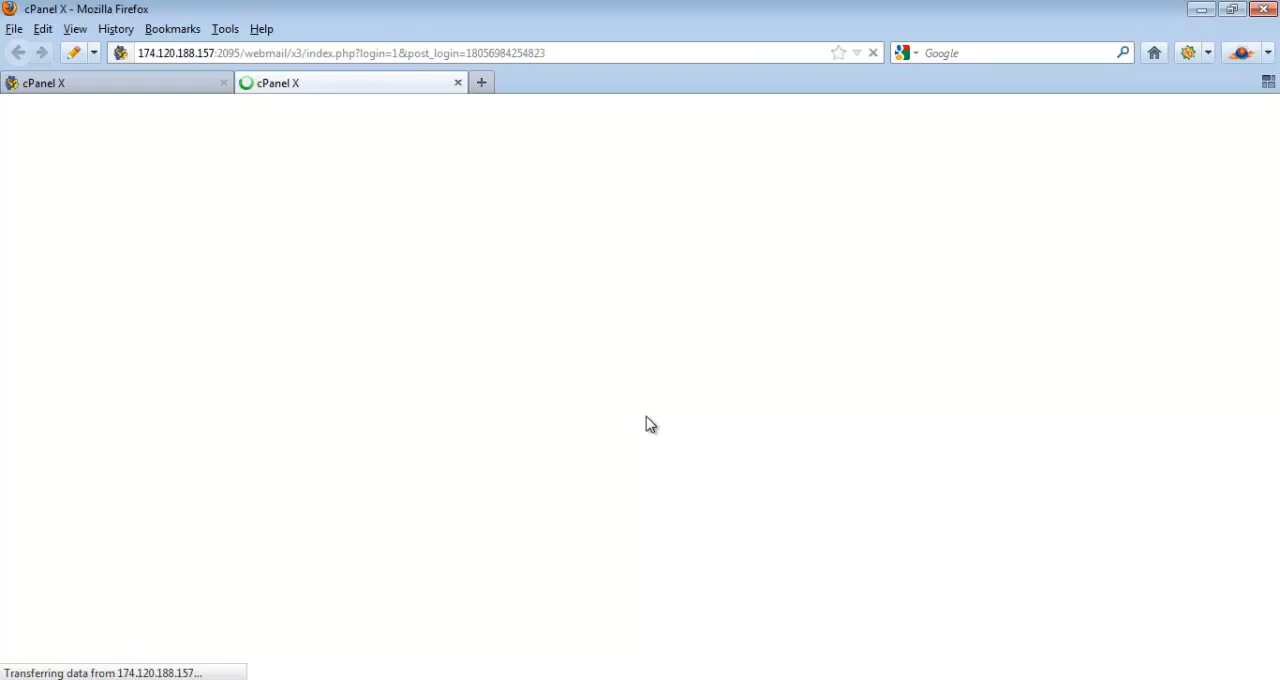 cPanel X - Mozilla Firefox
File Edit View History Bookmarks Tools Help
174.120.188.157:2095/webmail/x3/index.php?login=1&post_login=18056984254823
Google
cPanel X
cPanel X
Transferring data from 174.120.188.157...